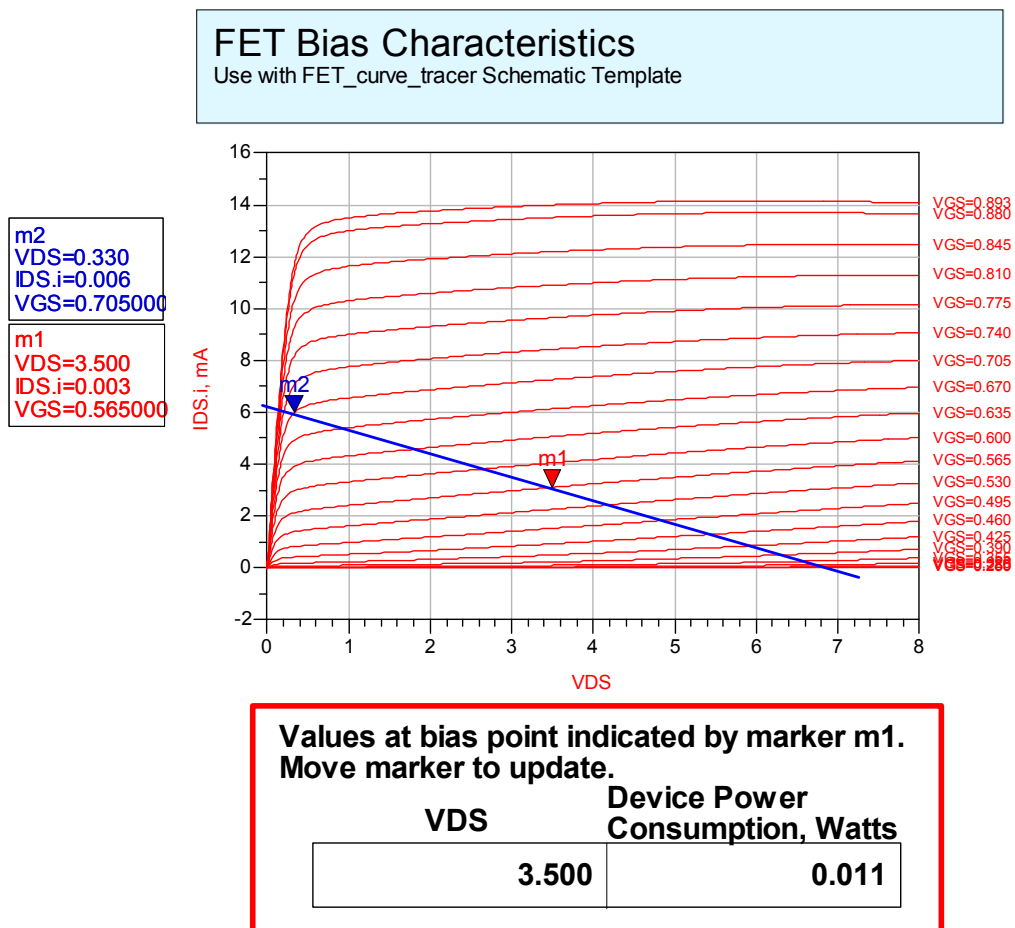 FET Bias Characteristics
Use with FET_curve_tracer Schematic Template
m2
VDS=0.330
IDS.i=0.006
VGS=0.705000
m1
VDS=3.500
IDS.i=0.003
VGS=0.565000
IDS.i, mA
16
14
12
10
8
6
4
2
0
-2
m2
m1
VGS=0.893
VGS=0.880
VGS=0.845
VGS=0.810
VGS=0.775
VGS=0.740
VGS=0.705
VGS=0.670
VGS=0.635
VGS=0.600
VGS=0.565
VGS=0.530
VGS=0.495
VGS=0.460
VGS=0.425
VGS=0.390
0 1 2 3 4 5 6 7 8
VDS
Values at bias point indicated by marker m1.
Move marker to update.
VDS
Device Power
Consumption, Watts
3.500 0.011